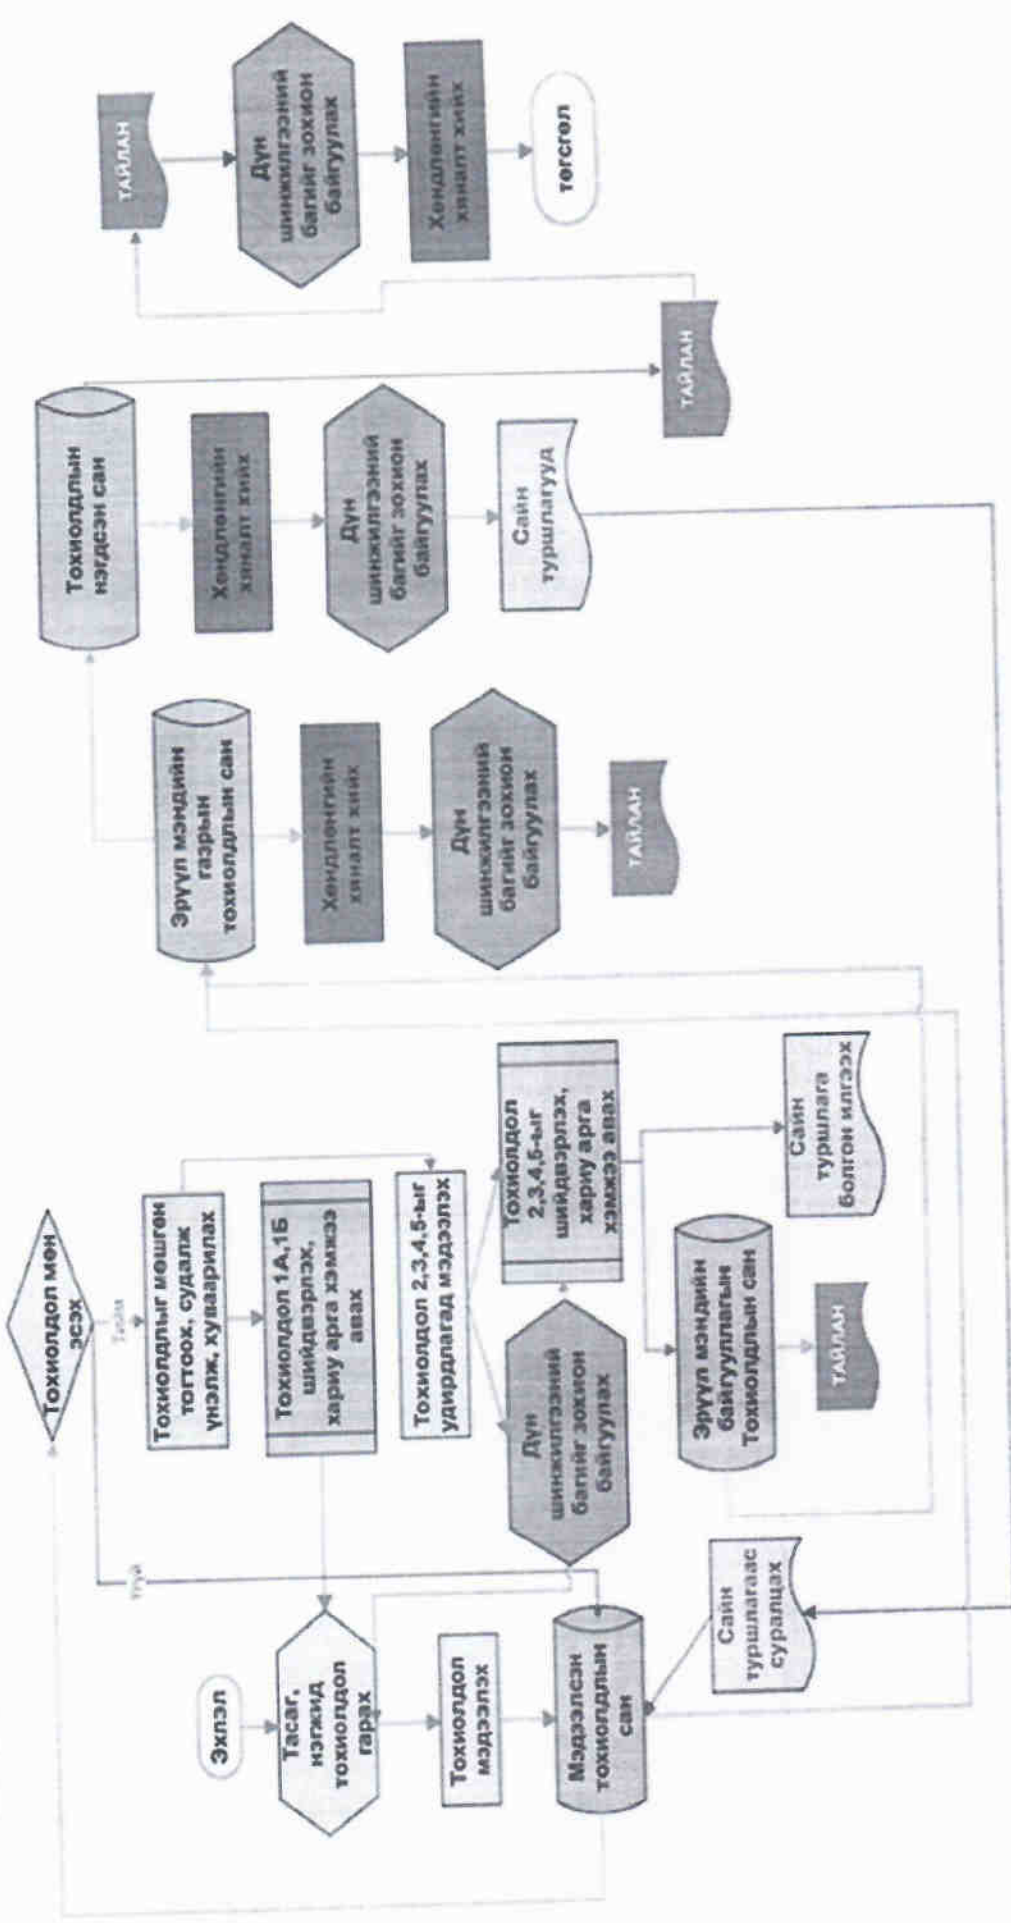 Эхлэл
Тасаг,
нэгжид
тохиолдол
гарах
Тохиолдол
мэдээлэх
Мэдээлсэн
тохиолдлын
сан
Сайн
туршлагаас
суралцах
Үгүй
Тохиолдол мөн
эсэх
Тийм
Тохиолдлыг мөшгөн
тогтоох, судалж
үнэлж, хуваарилах
Тохиолдол 1А,1Б
шийдвэрлэх,
хариу арга хэмжээ
авах
Тохиолдол 2,3,4,5-ыг
удирдлагад мэдээлэх
Дүн
шинжилгээний
багийг зохион
байгуулах
Тохиолдол
2,3,4,5-ыг
шийдвэрлэх,
хариу арга
хэмжээ авах
Эрүүл мэндийн
байгууллагын
Тохиолдлын сан
ТАЙЛАН
Сайн
туршлага
болгон илгээх
Эрүүл мэндийн
газрын
тохиолдлын сан
Хөндлөнгийн
хяналт хийх
Дүн
шинжилгээний
багийг зохион
байгуулах
ТАЙЛАН
Тохиолдлын
нэгдсэн сан
Хөндлөнгийн
хяналт хийх
Дүн
шинжилгээний
багийг зохион
байгуулах
Сайн
туршлагууд
ТАЙЛАН
ТАЙЛАН
Дүн
шинжилгээний
багийг зохион
байгуулах
Хөндлөнгийн
хяналт хийх
төгсгөл